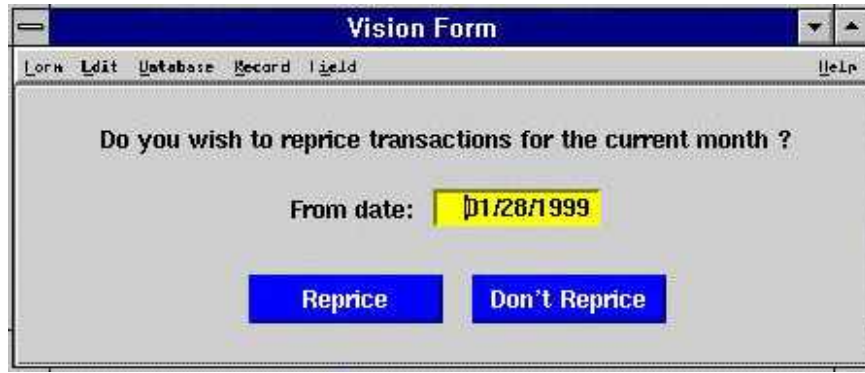 Vision Form
Form Edit Database Record Field Help
Do you wish to reprice transactions for the current month ?
From date: 01/28/1999
Reprice Don't Reprice